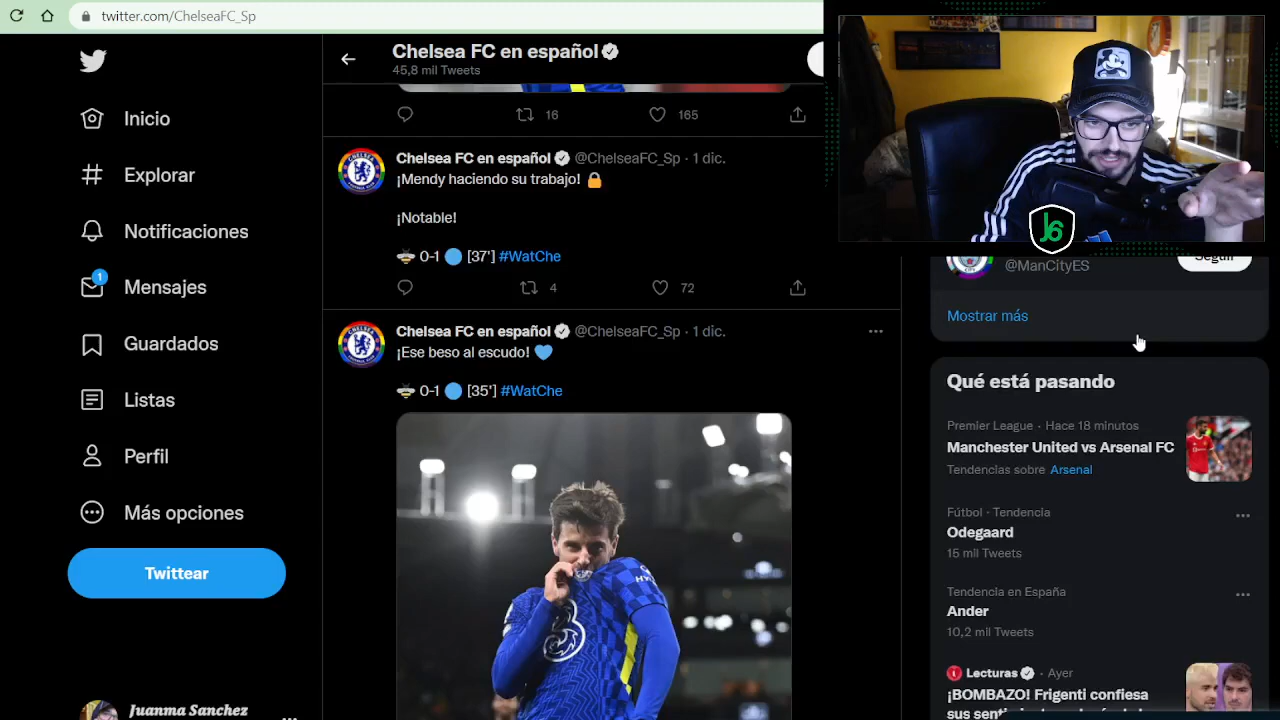 twitter.com/ChelseaFC_Sp
Chelsea FC en español
45,8 mil Tweets
Inicio
Explorar
Notificaciones
1
Mensajes
Guardados
Listas
Perfil
Más opciones
Twittear
Juanma Sanchez
16
165
Chelsea FC en español @ChelseaFC_Sp · 1 dic.
¡Mendy haciendo su trabajo! 🔒
¡Notable!
🐝 0-1 🔵 [37'] #WatChe
4
72
Chelsea FC en español @ChelseaFC_Sp · 1 dic.
¡Ese beso al escudo! 💙
🐝 0-1 🔵 [35'] #WatChe
J6
@ManCityES
Seguir
Mostrar más
Qué está pasando
Premier League · Hace 18 minutos
Manchester United vs Arsenal FC
Tendencias sobre Arsenal
Fútbol · Tendencia
Odegaard
15 mil Tweets
Tendencia en España
Ander
10,2 mil Tweets
Lecturas · Ayer
¡BOMBAZO! Frigenti confiesa